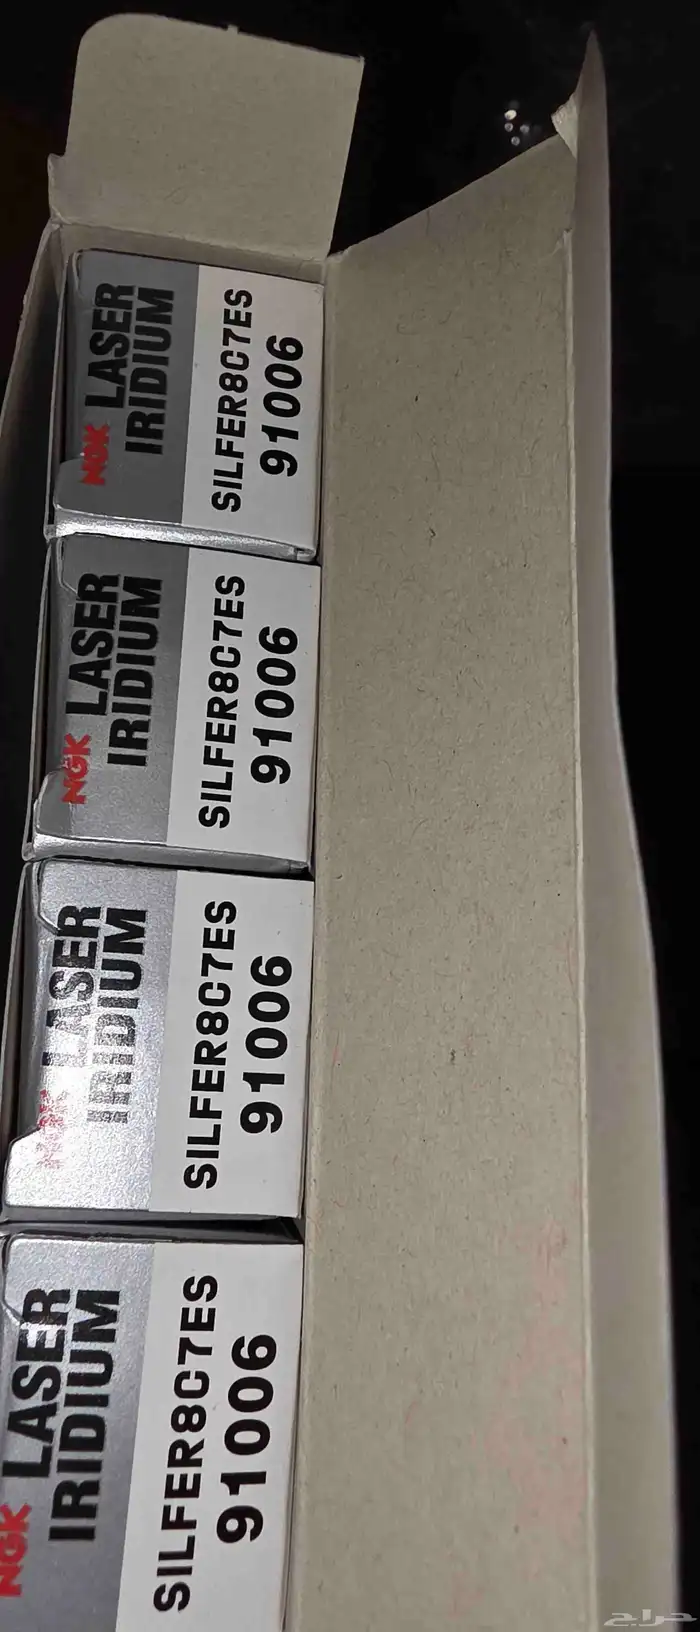 NGK LASER
IRIDIUM
SILFER8C7ES
91006
NGK LASER
IRIDIUM
SILFER8C7ES
91006
NGK LASER
IRIDIUM
SILFER8C7ES
91006
NGK LASER
IRIDIUM
SILFER8C7ES
91006
حراج